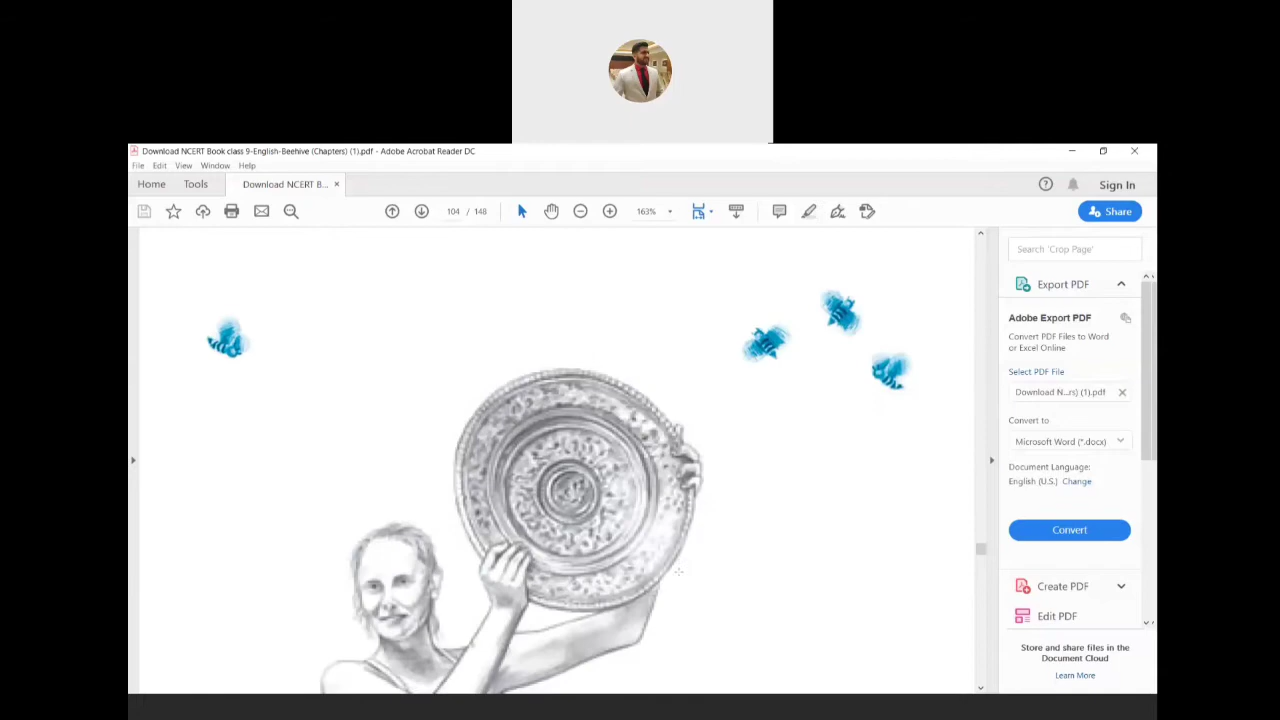 Download NCERT Book class 9-English-Beehive (Chapters) (1).pdf - Adobe Acrobat Reader DC
File Edit View Window Help
Home Tools Download NCERT B... × Sign In
104 / 148 163% Share
Search 'Crop Page'
Export PDF
Adobe Export PDF
Convert PDF Files to Word
or Excel Online
Select PDF File
Download N...rs) (1).pdf
Convert to
Microsoft Word (*.docx)
Document Language:
English (U.S.) Change
Convert
Create PDF
Edit PDF
Store and share files in the
Document Cloud
Learn More